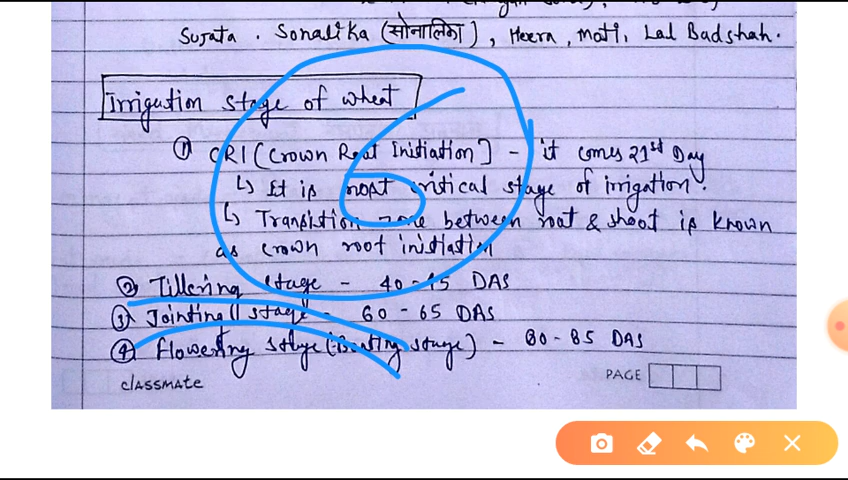 Sujata . Sonalika (सोनालिका), Heera, Moti, Lal Badshah.
Irrigation stage of wheat
① CRI (Crown Root Initiation] - it comes 21st Day
↳ It is most critical stage of irrigation.
↳ Transistion zone between root & shoot is known
as crown root initiation
② Tillering stage - 40-45 DAS
③ Jointing stage - 60-65 DAS
④ Flowering stage (Booting stage) - 80-85 DAS
classmate
PAGE